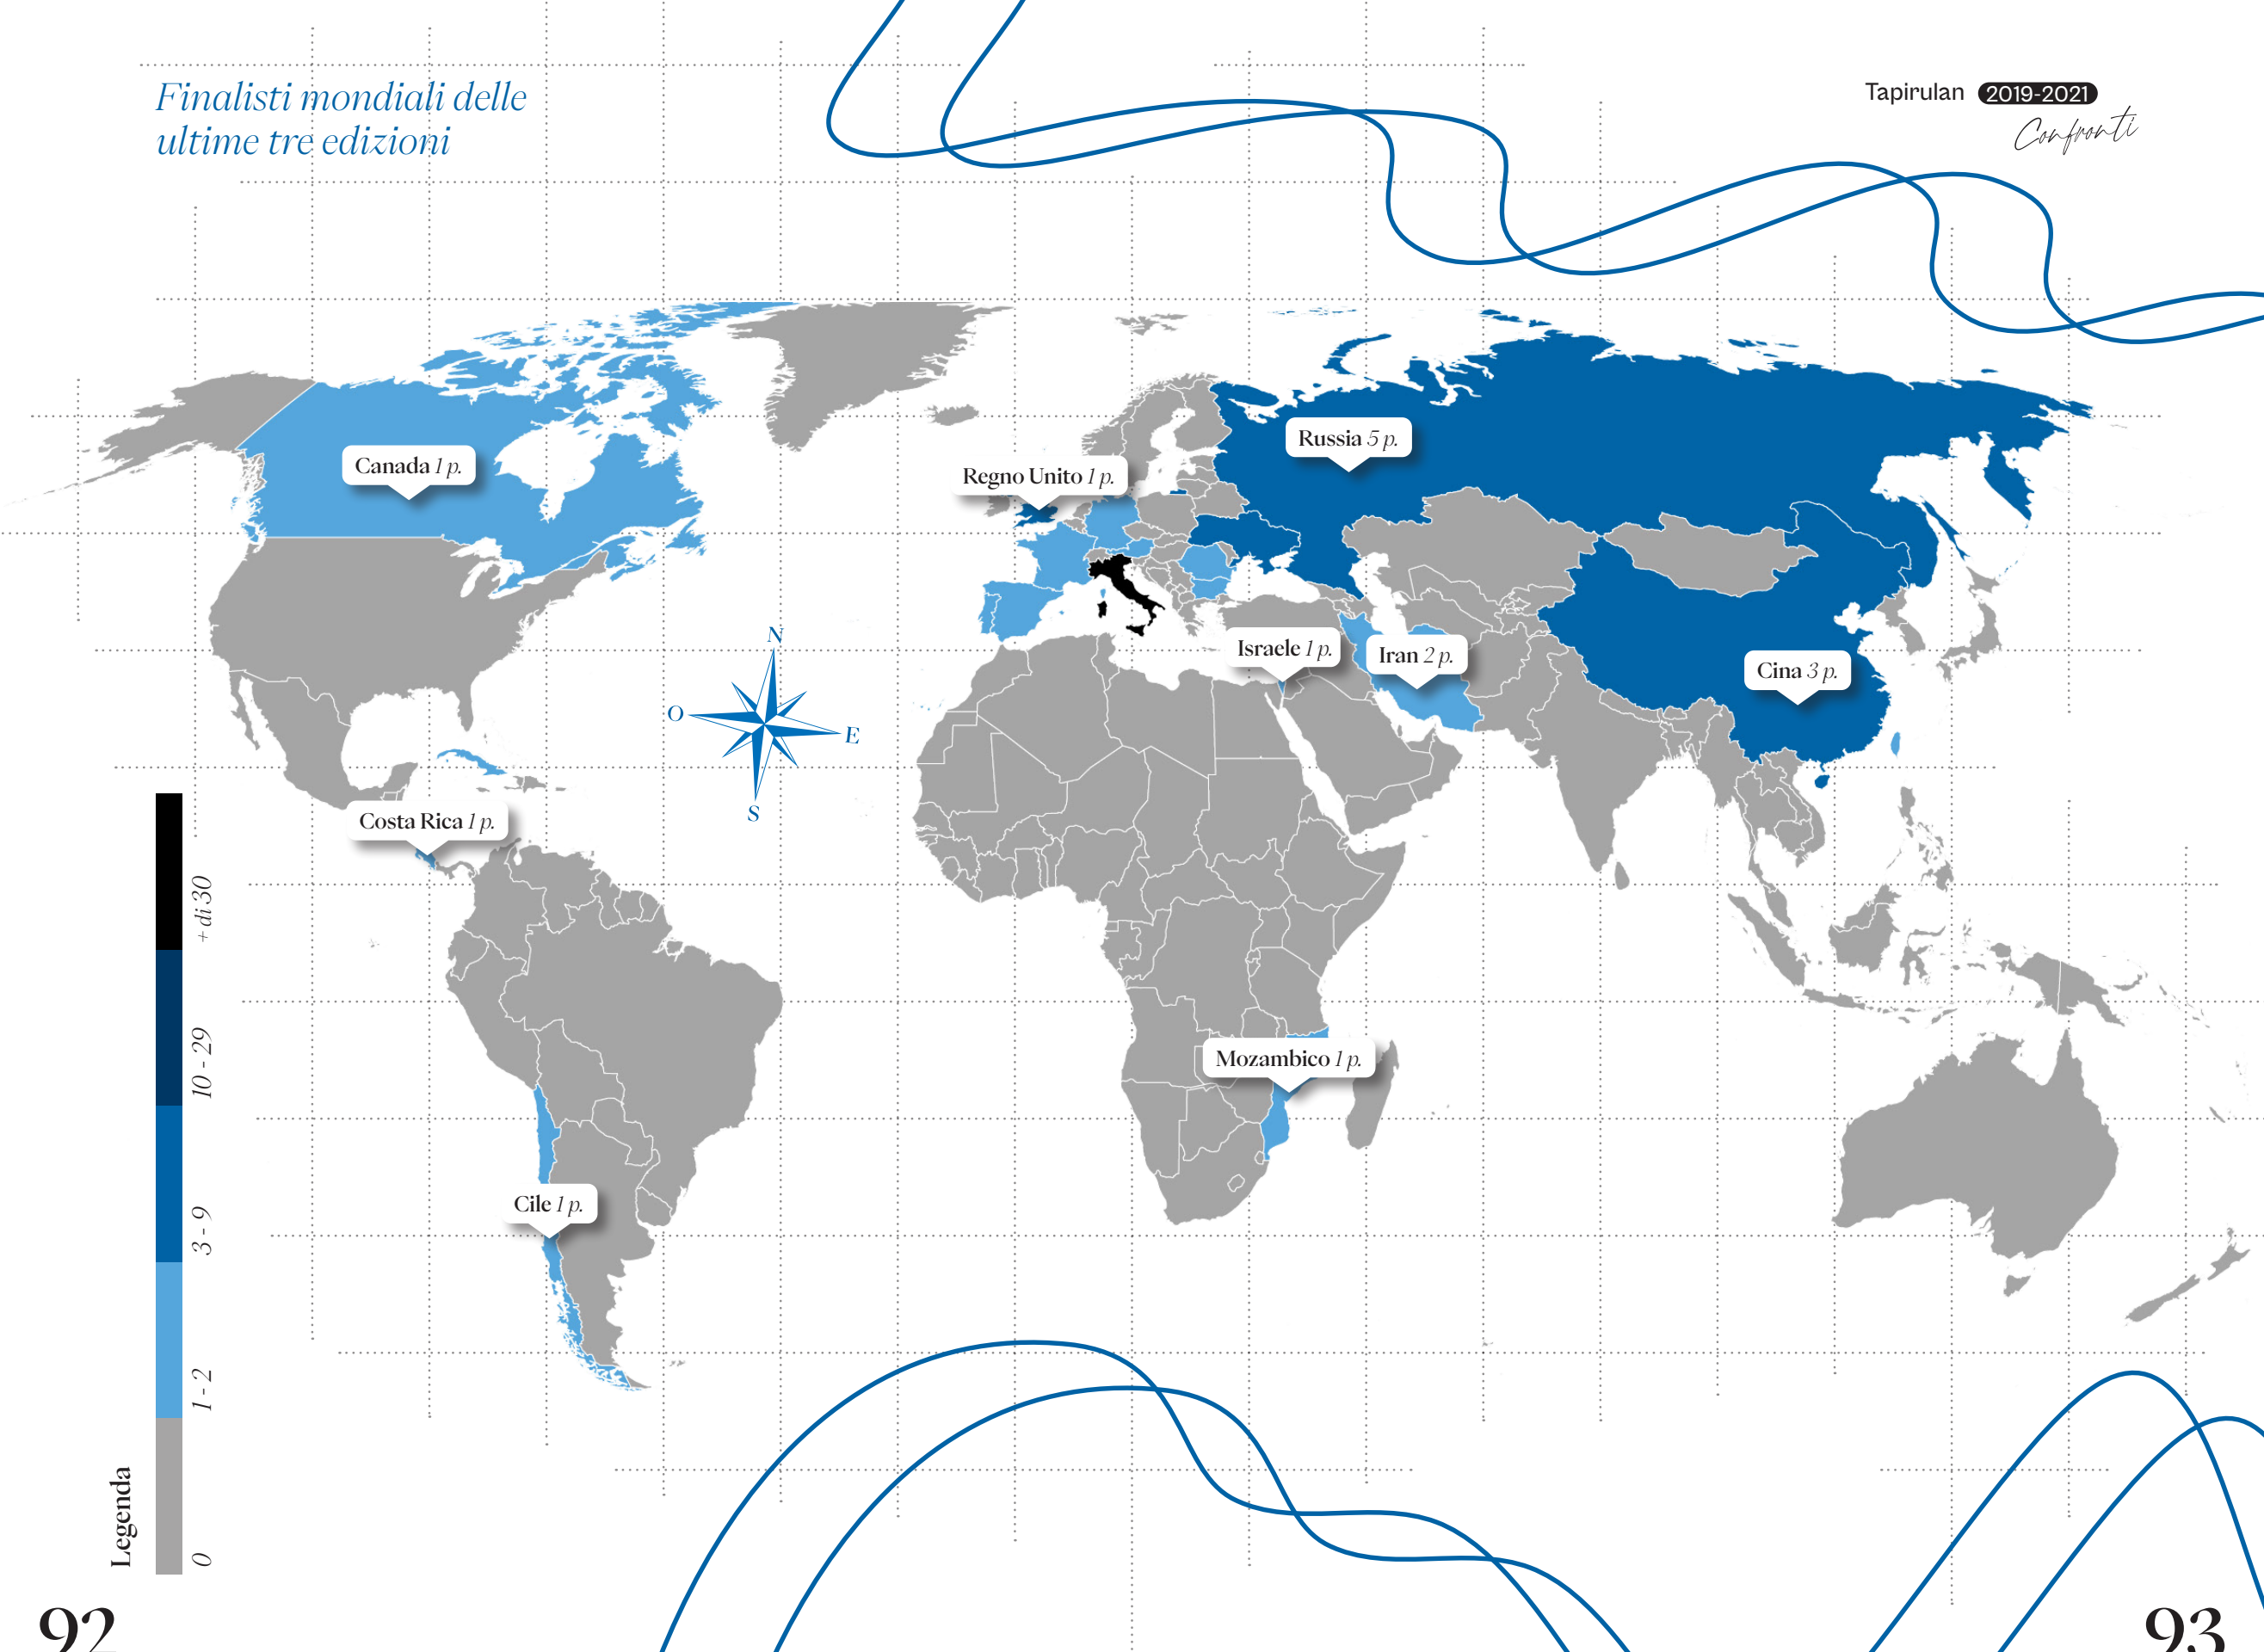 Finalisti mondiali delle
ultime tre edizioni
Tapirulan 2019-2021
Confronti
Canada 1 p.
Regno Unito 1 p.
Russia 5 p.
Israele 1 p.
Iran 2 p.
Cina 3 p.
N
O
E
S
Costa Rica 1 p.
Mozambico 1 p.
Cile 1 p.
+ di 30
10 - 29
3 - 9
1 - 2
0
Legenda
92
93